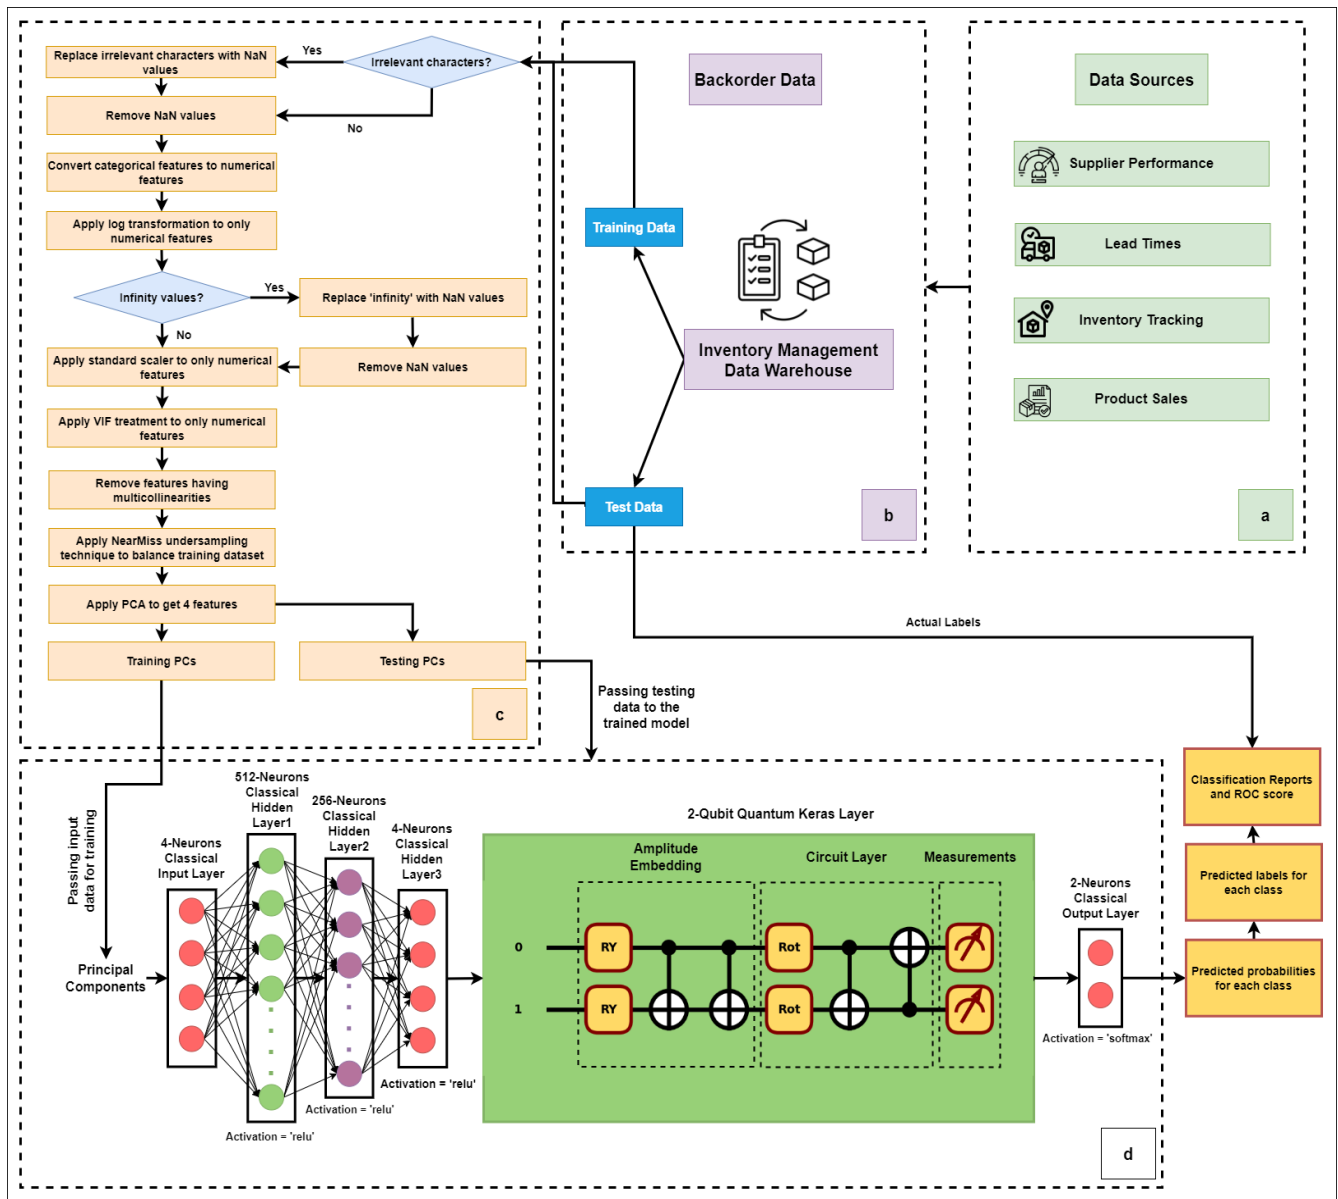 Replace irrelevant characters with NaN
values
Yes
Irrelevant characters?
No
Remove NaN values
Convert categorical features to numerical
features
Apply log transformation to only
numerical features
Infinity values?
Yes
No
Replace 'infinity' with NaN values
Remove NaN values
Apply standard scaler to only numerical
features
Apply VIF treatment to only numerical
features
Remove features having
multicollinearities
Apply NearMiss undersampling
technique to balance training dataset
Apply PCA to get 4 features
Training PCs
Testing PCs
c
Backorder Data
Training Data
Inventory Management
Data Warehouse
Test Data
b
Data Sources
Supplier Performance
Lead Times
Inventory Tracking
Product Sales
a
Actual Labels
Passing testing
data to the
trained model
Passing input
data for training
Principal
Components
4-Neurons
Classical
Input Layer
512-Neurons
Classical
Hidden
Layer1
Activation = 'relu'
256-Neurons
Classical
Hidden
Layer2
Activation = 'relu'
4-Neurons
Classical
Hidden
Layer3
Activation = 'relu'
2-Qubit Quantum Keras Layer
Amplitude
Embedding
Circuit Layer
Measurements
0
RY
Rot
1
RY
Rot
2-Neurons
Classical
Output Layer
Activation = 'softmax'
d
Classification Reports
and ROC score
Predicted labels for
each class
Predicted probabilities
for each class